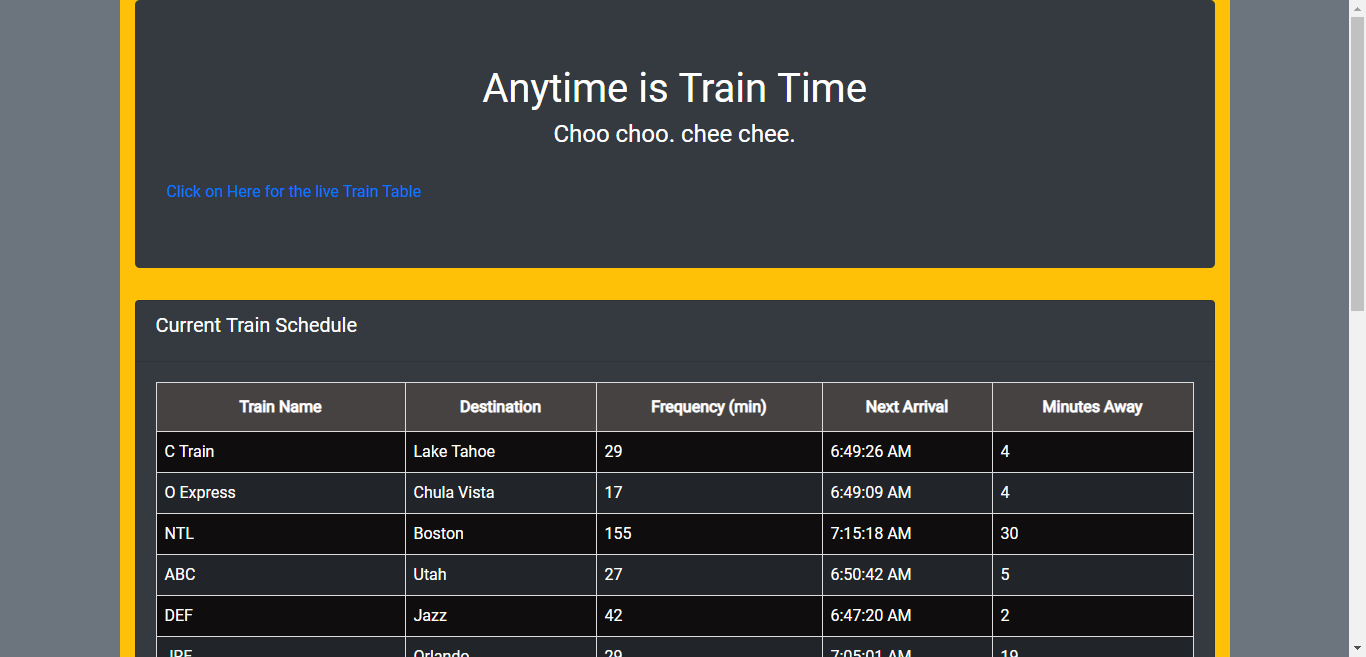 Anytime is Train Time
Choo choo. chee chee.
Click on Here for the live Train Table
Current Train Schedule
Train Name Destination Frequency (min) Next Arrival Minutes Away
C Train Lake Tahoe 29 6:49:26 AM 4
O Express Chula Vista 17 6:49:09 AM 4
NTL Boston 155 7:15:18 AM 30
ABC Utah 27 6:50:42 AM 5
DEF Jazz 42 6:47:20 AM 2
Orlando 29 7:05:01 AM 19